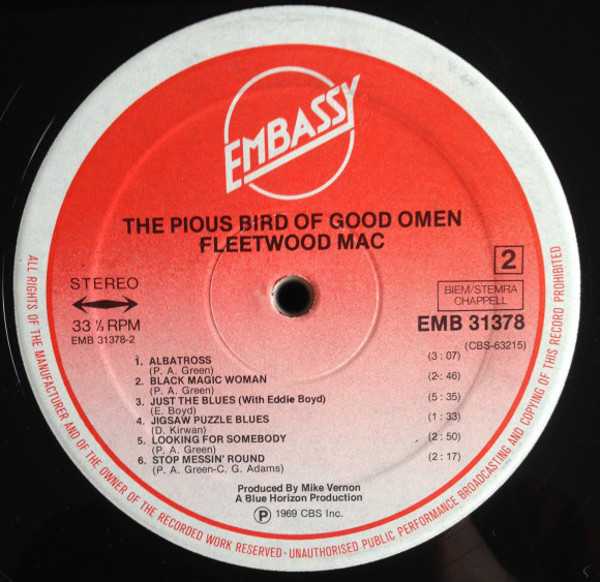 EMBASSY
THE PIOUS BIRD OF GOOD OMEN
FLEETWOOD MAC
2
STEREO
BIEM/STEMRA
CHAPPELL
33 ⅓ RPM
EMB 31378
EMB 31378-2
(CBS-63215)
1. ALBATROSS (3 : 07)
(P. A. Green)
2. BLACK MAGIC WOMAN (2 : 46)
(P. A. Green)
3. JUST THE BLUES (With Eddie Boyd) (5 : 35)
(E. Boyd)
4. JIGSAW PUZZLE BLUES (1 : 33)
(D. Kirwan)
5. LOOKING FOR SOMEBODY (2 : 50)
(P. A. Green)
6. STOP MESSIN' ROUND (2 : 17)
(P. A. Green-C. G. Adams)
Produced By Mike Vernon
A Blue Horizon Production
Ⓟ 1969 CBS Inc.
ALL RIGHTS OF THE MANUFACTURER AND OF THE OWNER OF THE RECORDED WORK RESERVED - UNAUTHORISED PUBLIC PERFORMANCE BROADCASTING AND COPYING OF THIS RECORD PROHIBITED